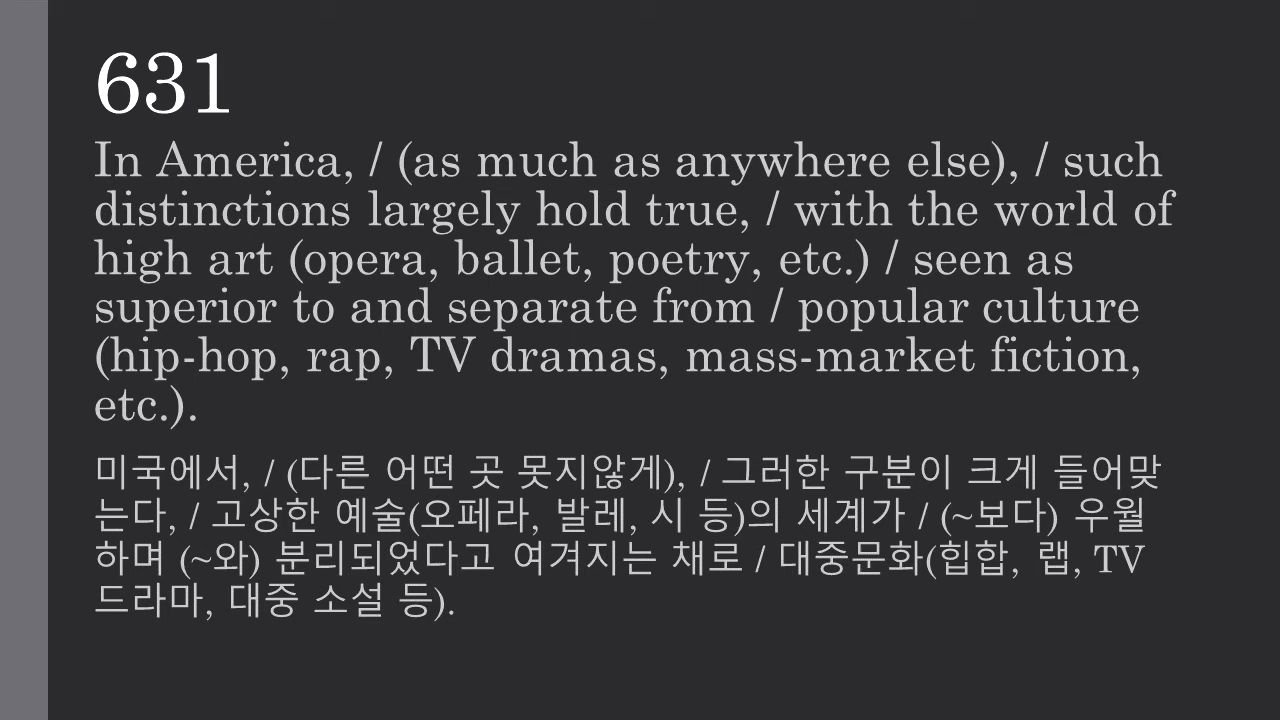 631
In America, / (as much as anywhere else), / such
distinctions largely hold true, / with the world of
high art (opera, ballet, poetry, etc.) / seen as
superior to and separate from / popular culture
(hip-hop, rap, TV dramas, mass-market fiction,
etc.).
미국에서, / (다른 어떤 곳 못지않게), / 그러한 구분이 크게 들어맞
는다, / 고상한 예술(오페라, 발레, 시 등)의 세계가 / (~보다) 우월
하며 (~와) 분리되었다고 여겨지는 채로 / 대중문화(힙합, 랩, TV
드라마, 대중 소설 등).